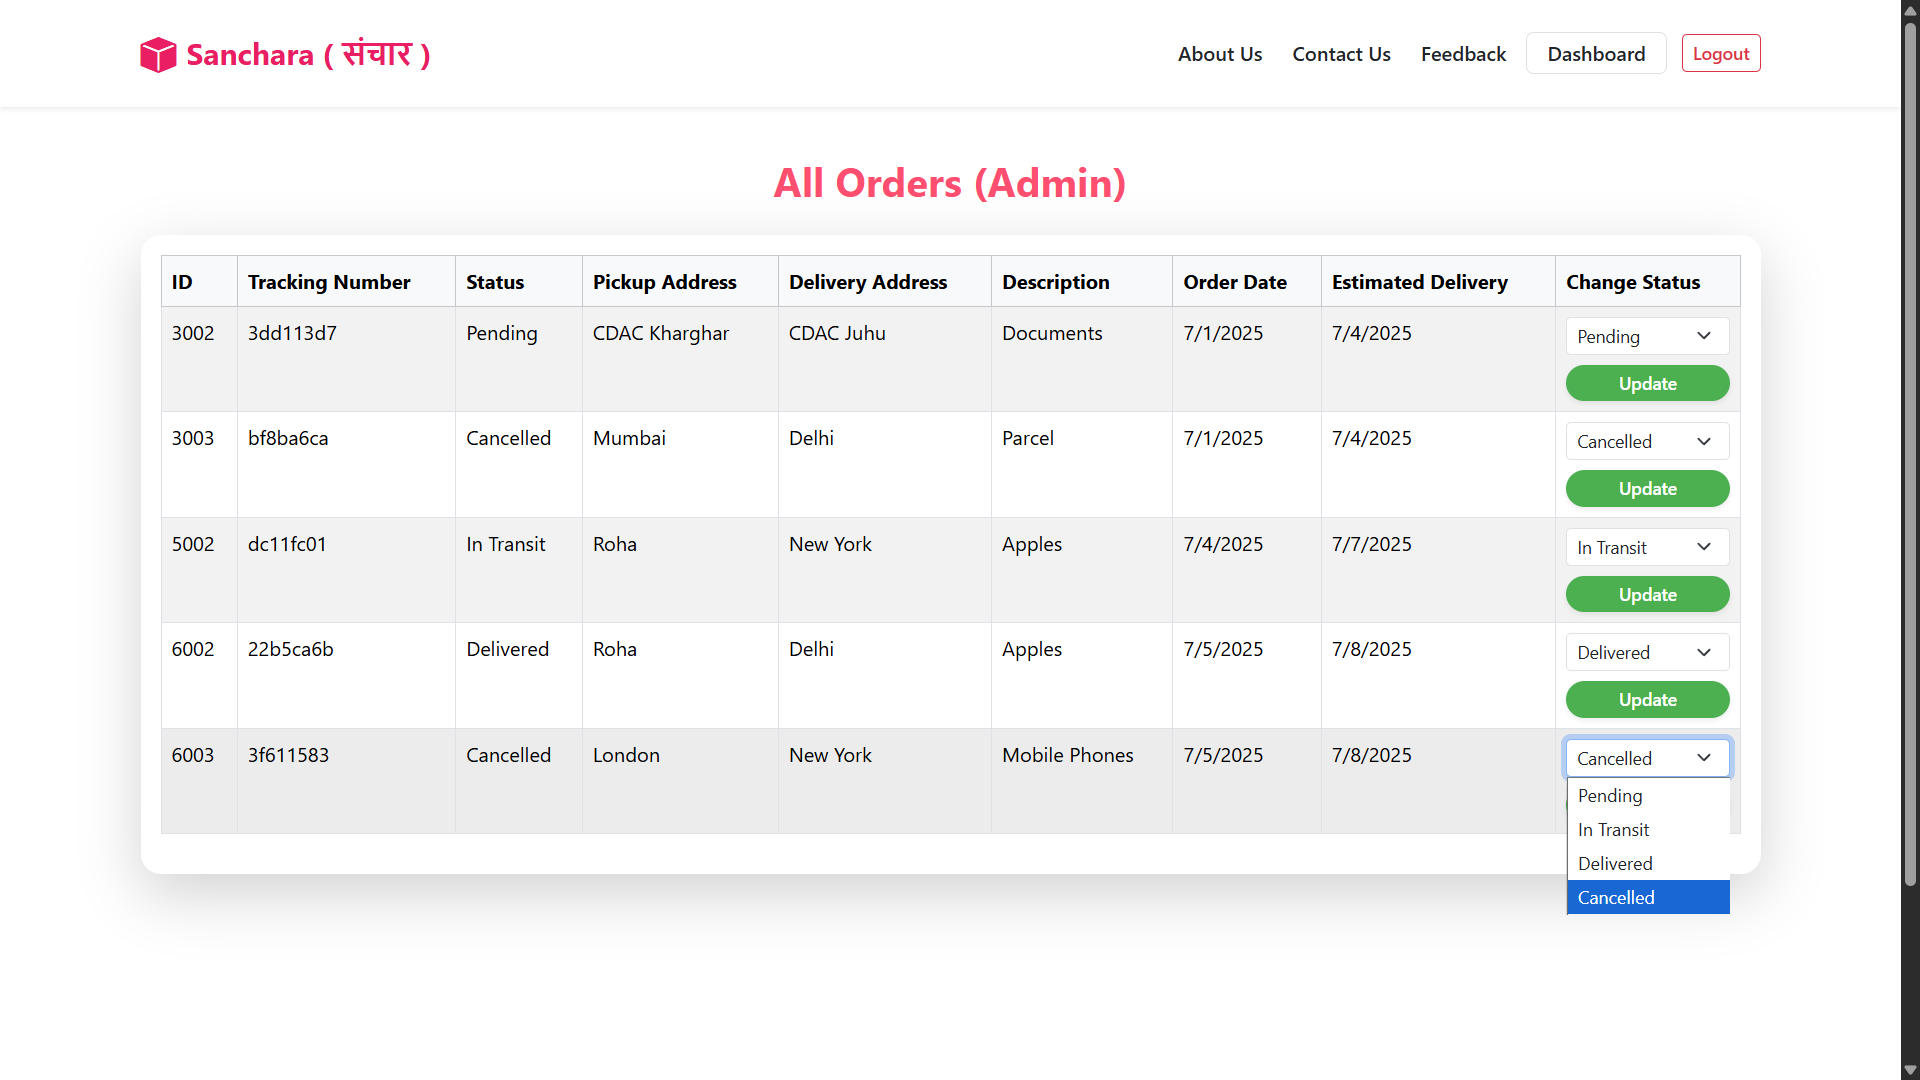 Sanchara ( संचार )
About Us Contact Us Feedback Dashboard Logout
All Orders (Admin)
ID Tracking Number Status Pickup Address Delivery Address Description Order Date Estimated Delivery Change Status
3002 3dd113d7 Pending CDAC Kharghar CDAC Juhu Documents 7/1/2025 7/4/2025 Pending
Update
3003 bf8ba6ca Cancelled Mumbai Delhi Parcel 7/1/2025 7/4/2025 Cancelled
Update
5002 dc11fc01 In Transit Roha New York Apples 7/4/2025 7/7/2025 In Transit
Update
6002 22b5ca6b Delivered Roha Delhi Apples 7/5/2025 7/8/2025 Delivered
Update
6003 3f611583 Cancelled London New York Mobile Phones 7/5/2025 7/8/2025 Cancelled
Pending
In Transit
Delivered
Cancelled